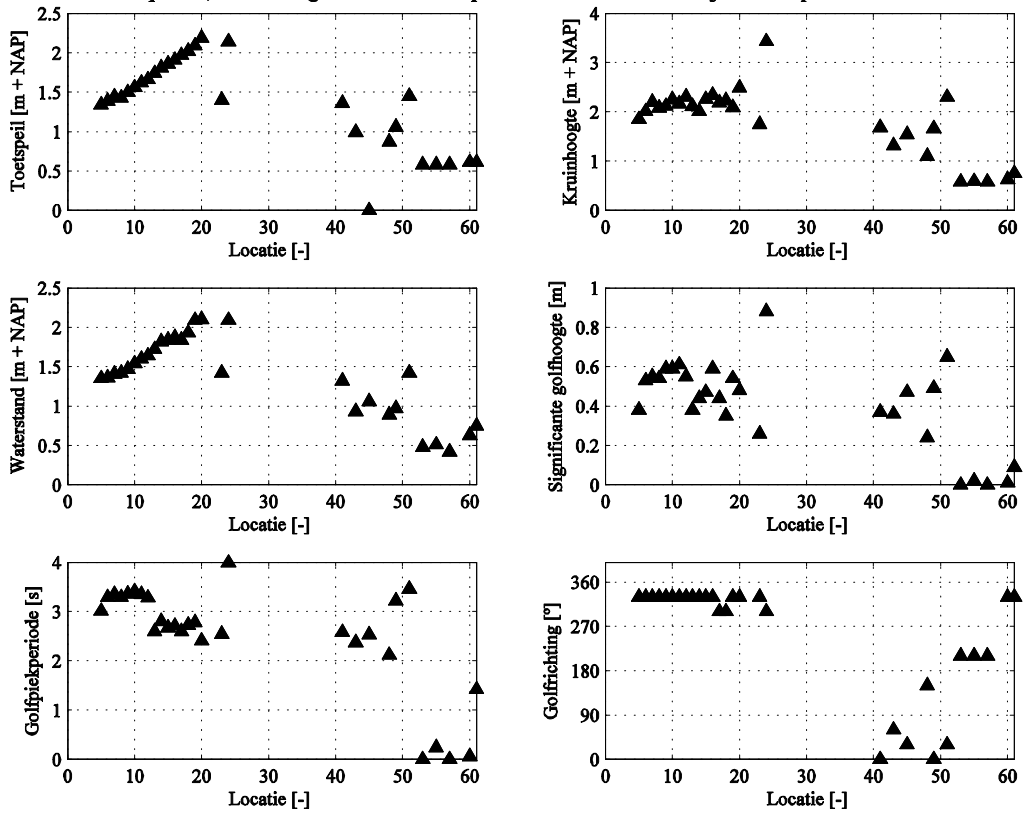 2.5
2
1.5
1
0.5
0
0 10 20 30 40 50 60
Toetspeil [m + NAP]
Locatie [-]
4
3
2
1
0
0 10 20 30 40 50 60
Kruinhoogte [m + NAP]
Locatie [-]
2.5
2
1.5
1
0.5
0
0 10 20 30 40 50 60
Waterstand [m + NAP]
Locatie [-]
1
0.8
0.6
0.4
0.2
0
0 10 20 30 40 50 60
Significante golfhoogte [m]
Locatie [-]
4
3
2
1
0
0 10 20 30 40 50 60
Golfpiekperiode [s]
Locatie [-]
360
270
180
90
0
0 10 20 30 40 50 60
Golfrichting [°]
Locatie [-]